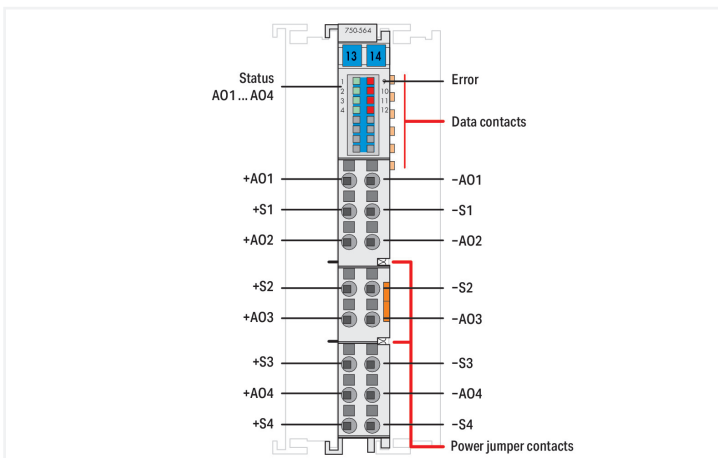 750-564
13 14
Status
AO1 ... AO4
1
2
3
4
9
10
11
12
Error
Data contacts
+AO1
-AO1
+S1
-S1
+AO2
-AO2
+S2
-S2
+AO3
-AO3
+S3
-S3
+AO4
-AO4
+S4
-S4
Power jumper contacts